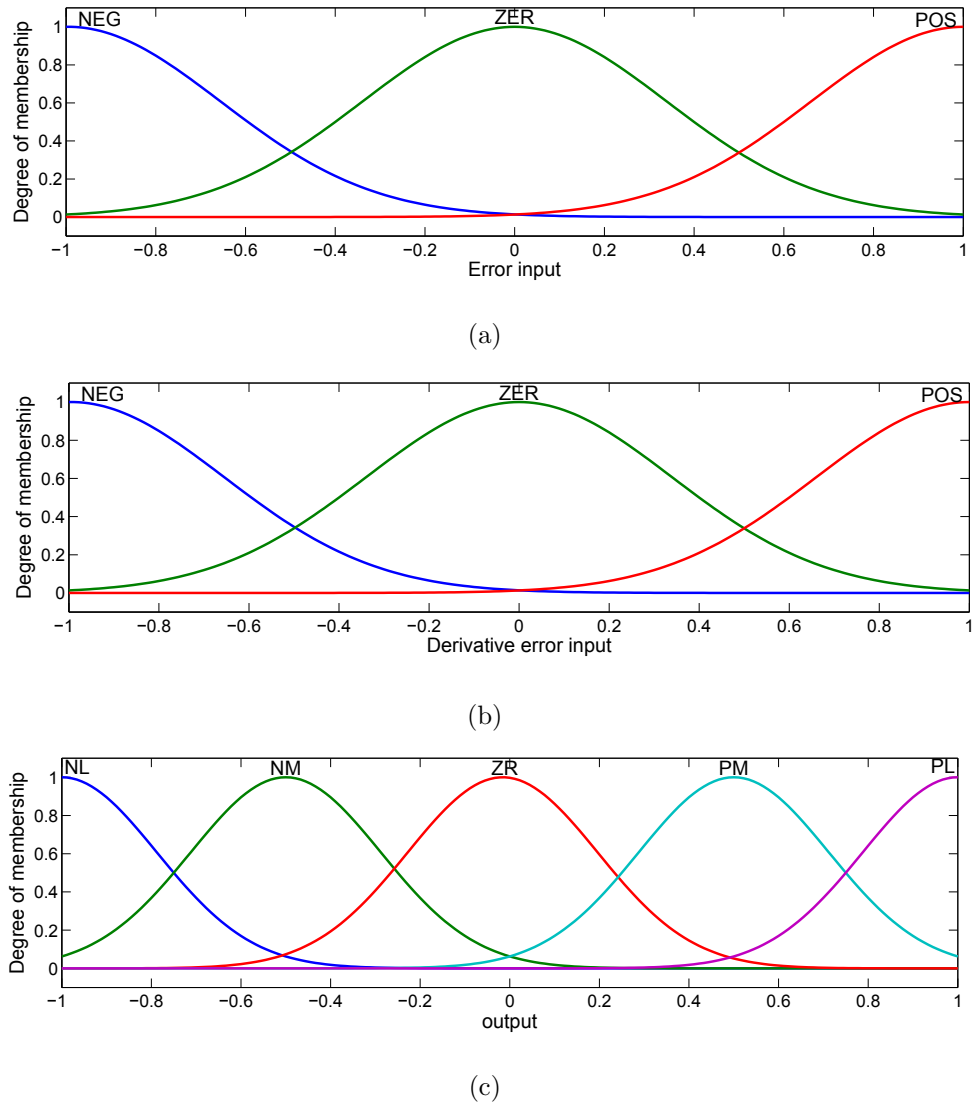 NEG ZER POS
1
0.8
0.6
0.4
0.2
0
Degree of membership
−1 −0.8 −0.6 −0.4 −0.2 0 0.2 0.4 0.6 0.8 1
Error input
(a)
NEG ZER POS
1
0.8
0.6
0.4
0.2
0
Degree of membership
−1 −0.8 −0.6 −0.4 −0.2 0 0.2 0.4 0.6 0.8 1
Derivative error input
(b)
NL NM ZR PM PL
1
0.8
0.6
0.4
0.2
0
Degree of membership
−1 −0.8 −0.6 −0.4 −0.2 0 0.2 0.4 0.6 0.8 1
output
(c)